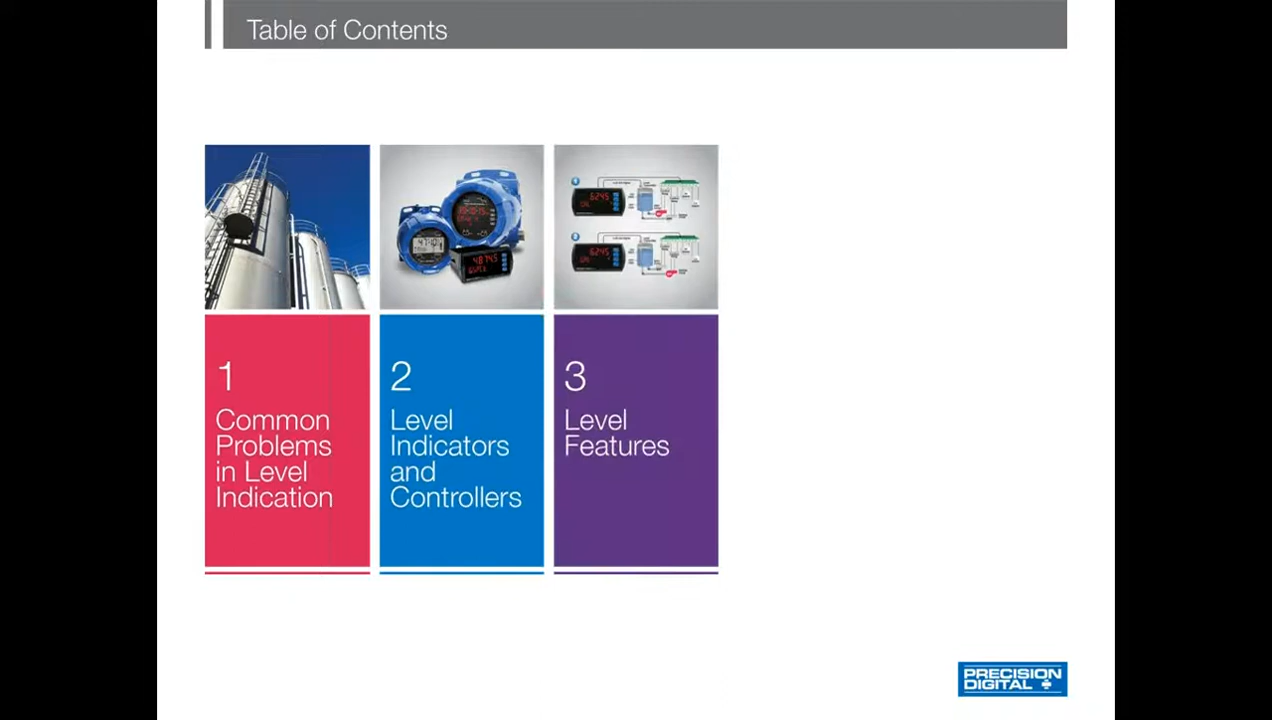 Table of Contents
1
Common
Problems
in Level
Indication
2
Level
Indicators
and
Controllers
3
Level
Features
PRECISION
DIGITAL